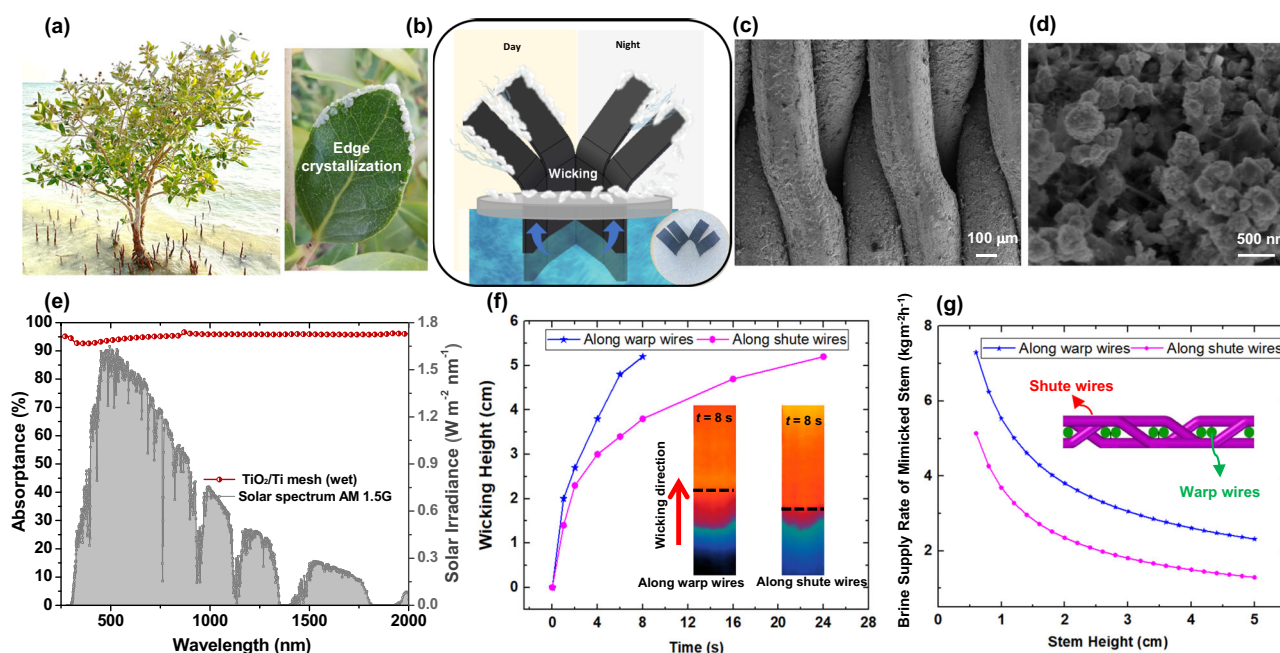 (a)
Edge
crystallization
(b)
Day
Night
Wicking
(c)
100 µm
(d)
500 nm
(e)
100
90
80
70
60
50
40
30
20
10
0
Absorptance (%)
TiO₂/Ti mesh (wet)
Solar spectrum AM 1.5G
1.8
1.5
1.2
0.9
0.6
0.3
0.0
Solar Irradiance (W m⁻² nm⁻¹)
500
1000
1500
2000
Wavelength (nm)
(f)
6
5
4
3
2
1
0
Wicking Height (cm)
Along warp wires
Along shute wires
t = 8 s
t = 8 s
Wicking direction
Along warp wires
Along shute wires
0
4
8
12
16
20
24
28
Time (s)
(g)
8
6
4
2
Brine Supply Rate of Mimicked Stem (kgm⁻²h⁻¹)
Along warp wires
Along shute wires
Shute wires
Warp wires
0
1
2
3
4
5
Stem Height (cm)